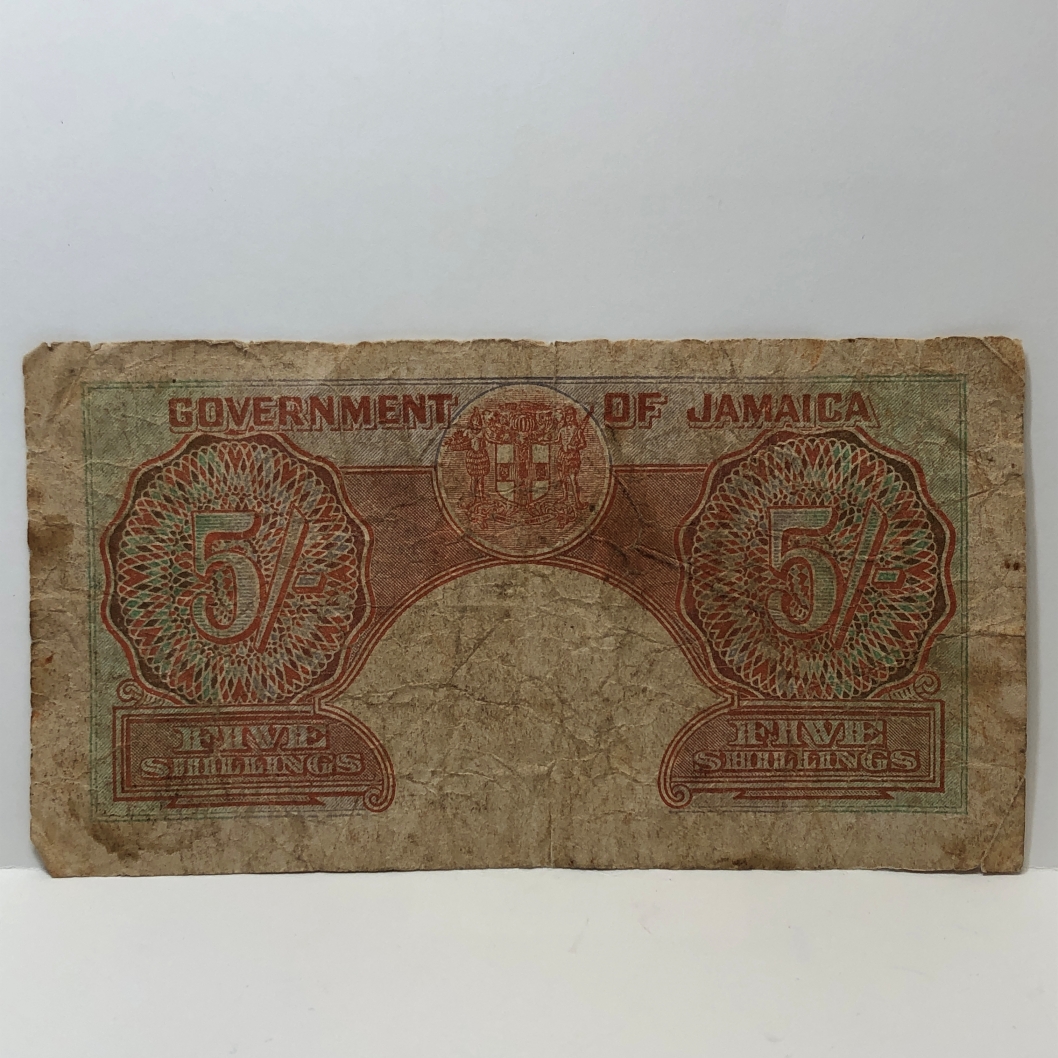 GOVERNMENT OF JAMAICA
5/- 5/-
FIVE SHILLINGS
FIVE SHILLINGS